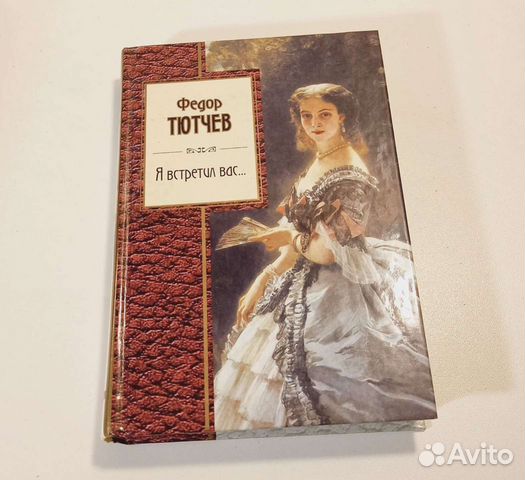 Федор
ТЮТЧЕВ
Я встретил вас...
Avito